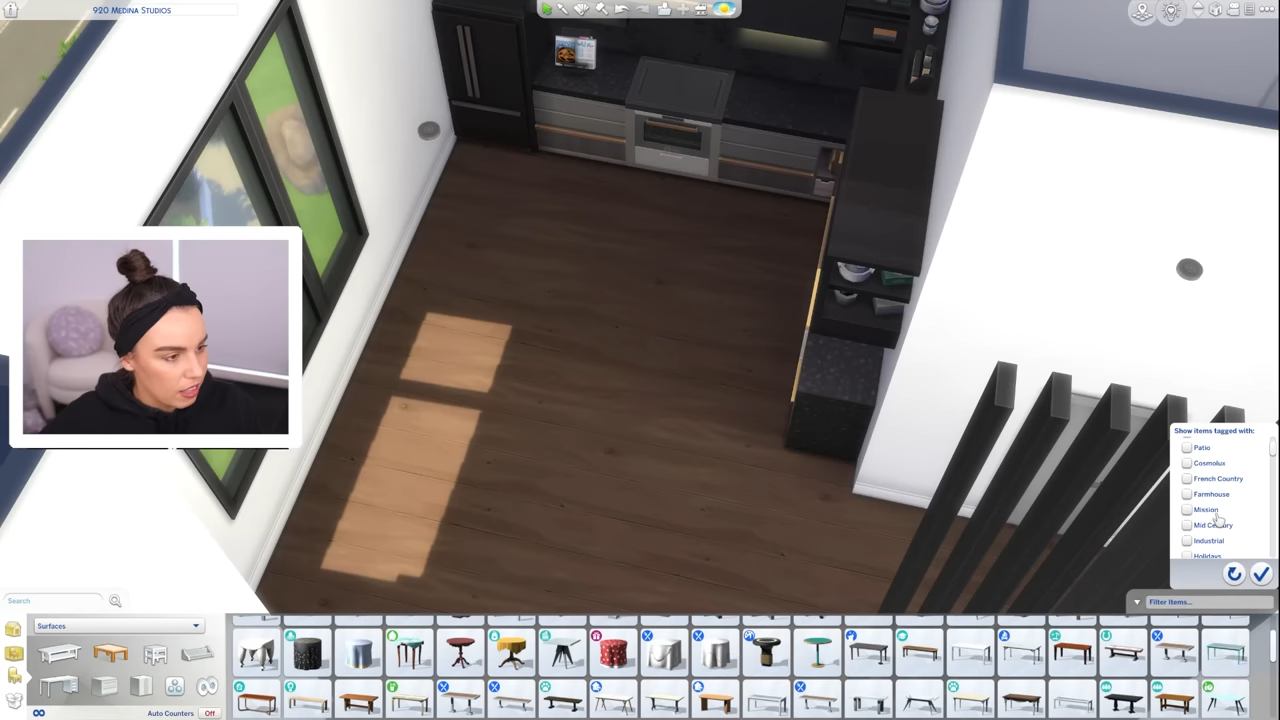 920 Medina Studios
Show items tagged with:
Patio
Cosmolux
French Country
Farmhouse
Mission
Mid Century
Industrial
Holidays
Filter Items...
Search
Surfaces
Auto Counters
Off